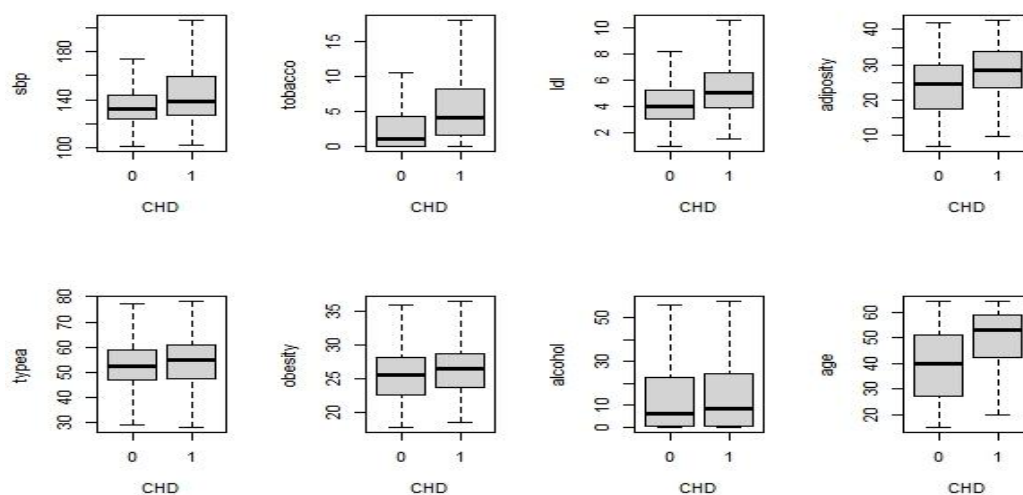 sbp
100 140 180
0 1
CHD
tobacco
0 5 10 15
0 1
CHD
ldl
2 4 6 8 10
0 1
CHD
adiposity
10 20 30 40
0 1
CHD
typea
30 40 50 60 70 80
0 1
CHD
obesity
20 25 30 35
0 1
CHD
alcohol
0 10 30 50
0 1
CHD
age
20 30 40 50 60
0 1
CHD